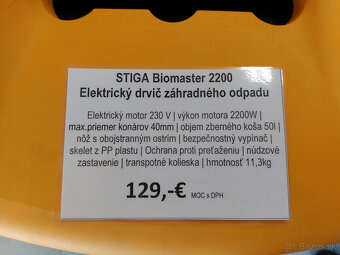 STIGA Biomaster 2200
Elektrický drvič záhradného odpadu
Elektrický motor 230 V | výkon motora 2200W |
max.priemer konárov 40mm | objem zberného koša 50l |
nôž s obojstranným ostrím | bezpečnostný vypínač |
skelet z PP plastu | Ochrana proti preťaženiu | núdzové
zastavenie | transpotné kolieska | hmotnosť 11,3kg
129,-€ MOC s DPH
Bazos.sk